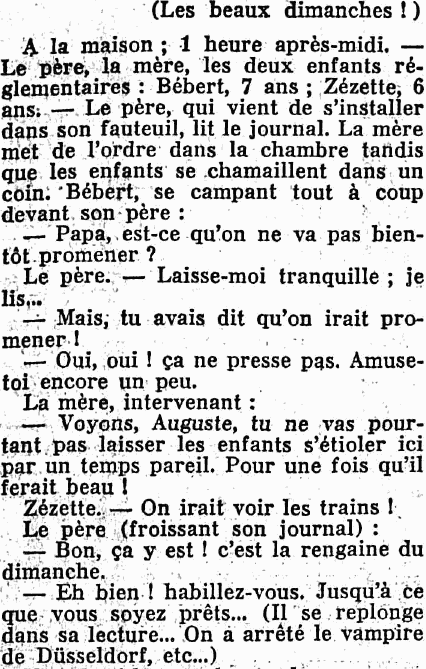 (Les beaux dimanches !)
A la maison ; 1 heure après-midi. —
Le père, la mère, les deux enfants ré-
glementaires : Bébert, 7 ans ; Zézette, 6
ans. — Le père, qui vient de s'installer
dans son fauteuil, lit le journal. La mère
met de l'ordre dans la chambre tandis
que les enfants se chamaillent dans un
coin. Bébert, se campant tout à coup
devant son père :
— Papa, est-ce qu'on ne va pas bien-
tôt promener ?
Le père. — Laisse-moi tranquille ; je
lis...
— Mais, tu avais dit qu'on irait pro-
mener !
— Oui, oui ! ça ne presse pas. Amuse-
toi encore un peu.
La mère, intervenant :
— Voyons, Auguste, tu ne vas pour-
tant pas laisser les enfants s'étioler ici
par un temps pareil. Pour une fois qu'il
ferait beau !
Zézette. — On irait voir les trains !
Le père (froissant son journal) :
— Bon, ça y est ! c'est la rengaine du
dimanche.
— Eh bien ! habillez-vous. Jusqu'à ce
que vous soyez prêts... (Il se replonge
dans sa lecture... On a arrêté le vampire
de Düsseldorf, etc...)